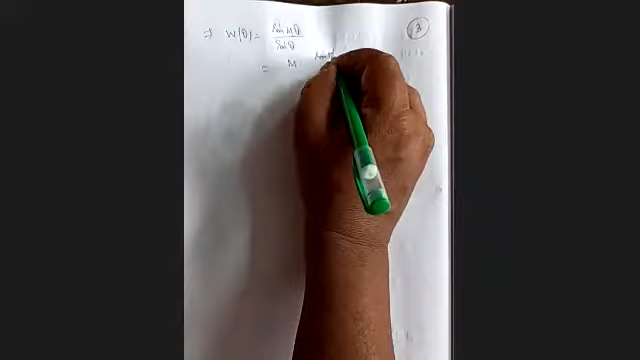 3
⇒ W(θ) = Sin Mθ / Sin θ
= M.